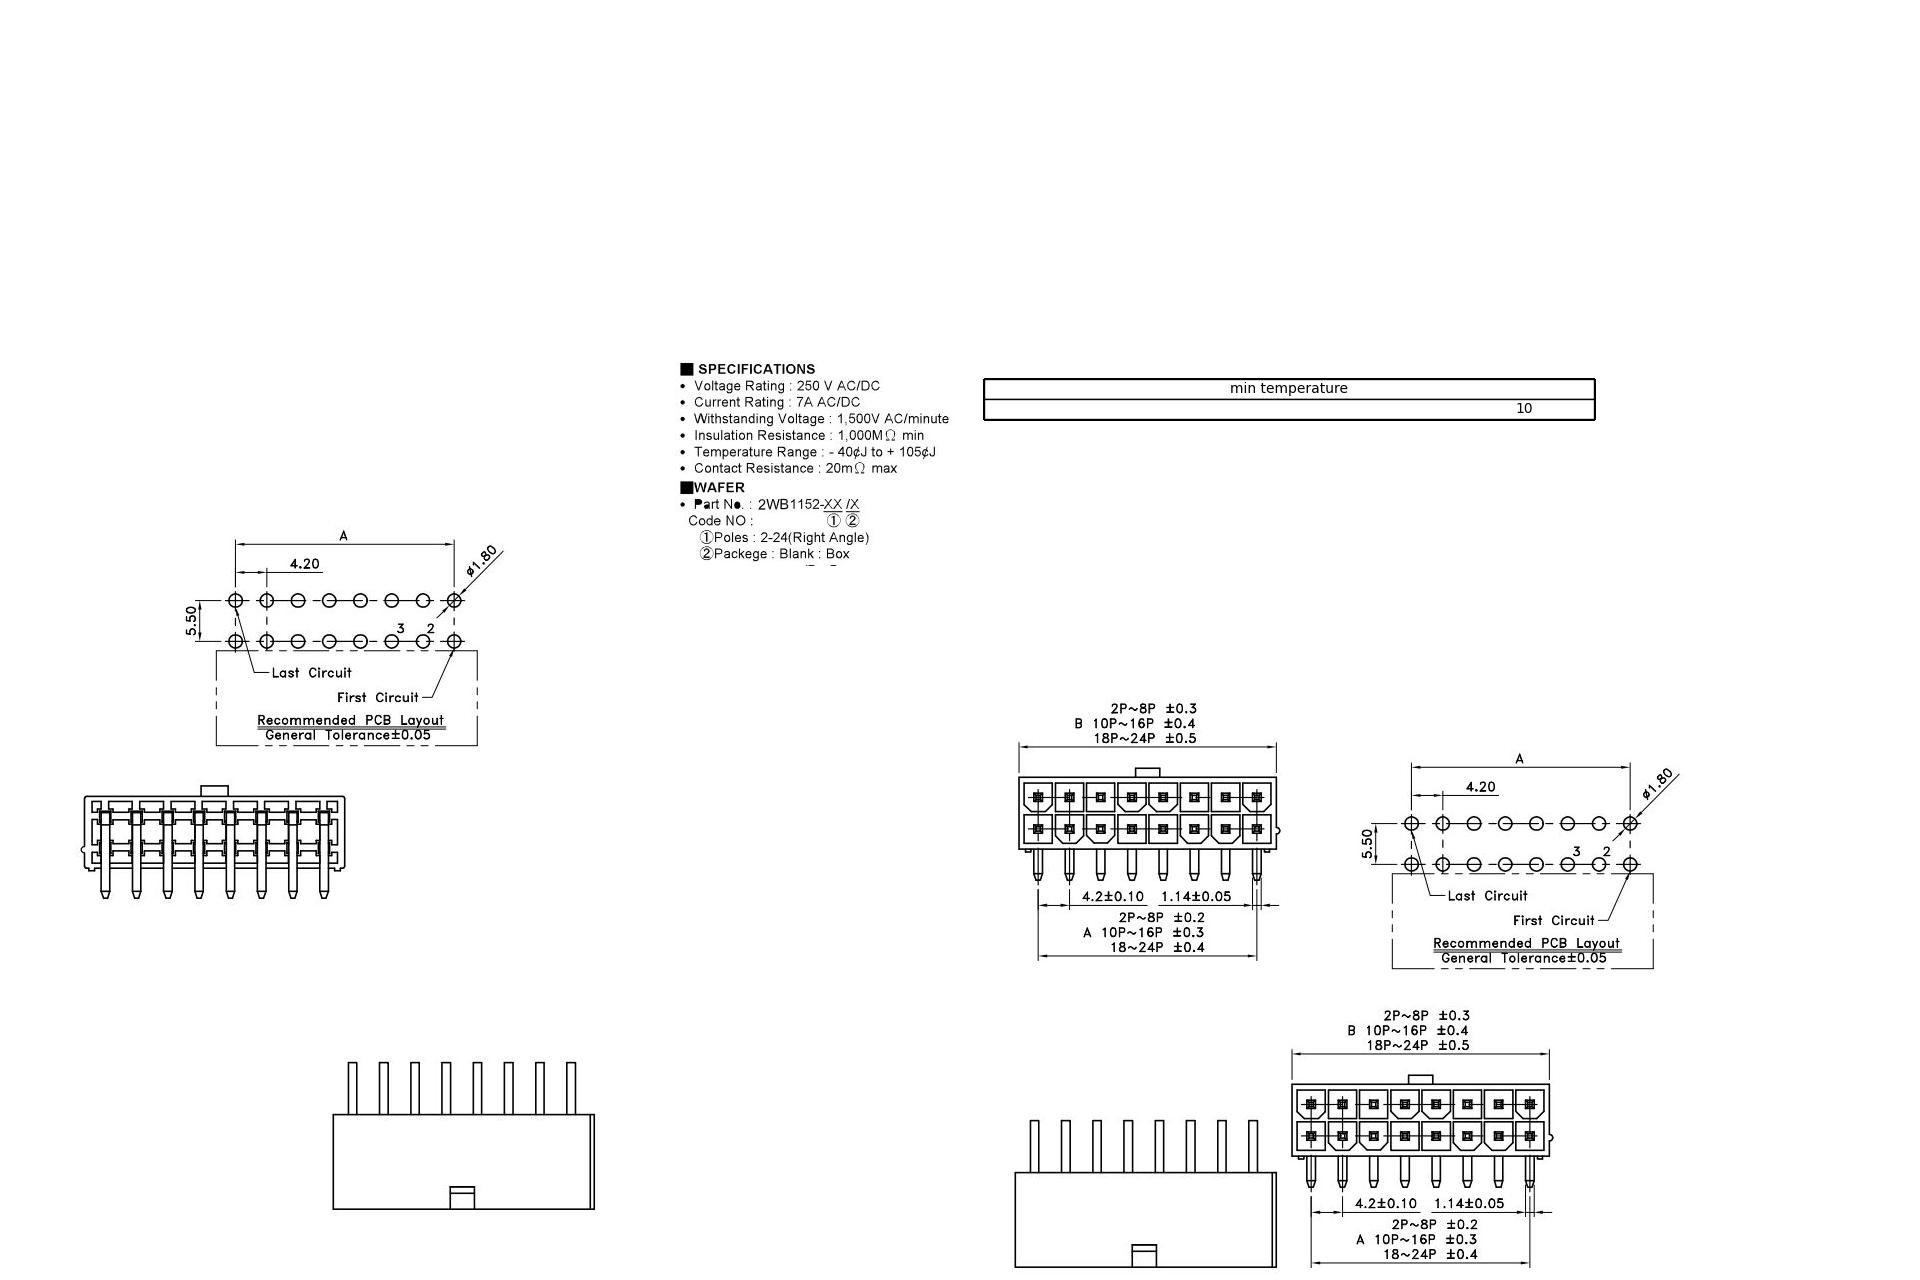 ■ SPECIFICATIONS
• Voltage Rating : 250 V AC/DC
• Current Rating : 7A AC/DC
• Withstanding Voltage : 1,500V AC/minute
• Insulation Resistance : 1,000MΩ min
• Temperature Range : - 40¢J to + 105¢J
• Contact Resistance : 20mΩ max
■WAFER
• Part No. : 2WB1152-XX /X
Code NO : ① ②
①Poles : 2-24(Right Angle)
②Packege : Blank : Box
min temperature
10
A
4.20
ø1.80
5.50
3 2
Last Circuit
First Circuit
Recommended PCB Layout
General Tolerance±0.05
2P~8P ±0.3
B 10P~16P ±0.4
18P~24P ±0.5
4.2±0.10 1.14±0.05
2P~8P ±0.2
A 10P~16P ±0.3
18~24P ±0.4
A
4.20
ø1.80
5.50
3 2
Last Circuit
First Circuit
Recommended PCB Layout
General Tolerance±0.05
2P~8P ±0.3
B 10P~16P ±0.4
18P~24P ±0.5
4.2±0.10 1.14±0.05
2P~8P ±0.2
A 10P~16P ±0.3
18~24P ±0.4